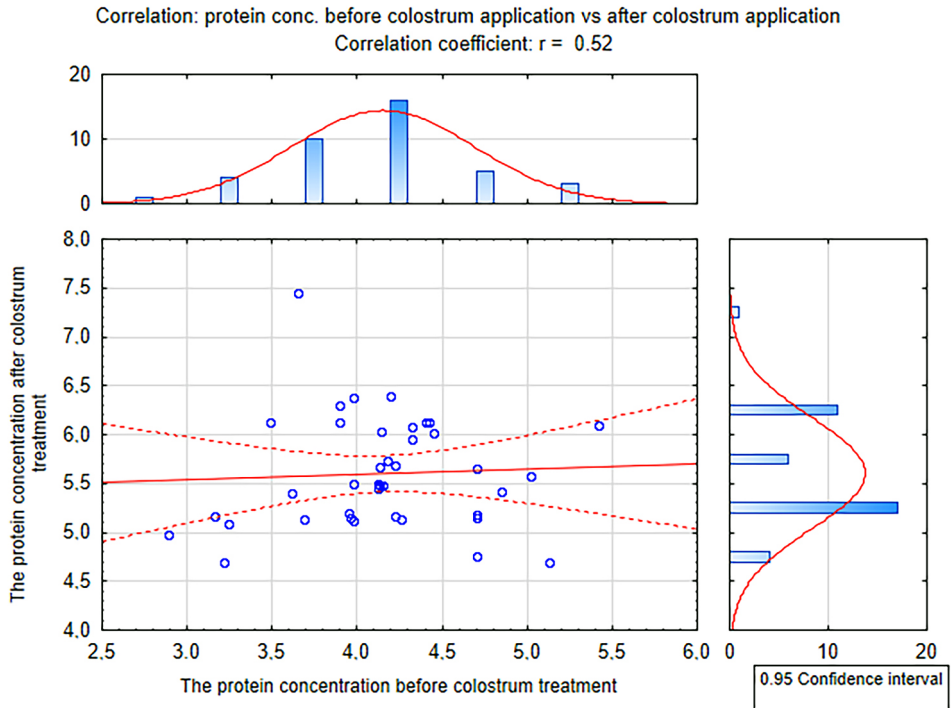 Correlation: protein conc. before colostrum application vs after colostrum application
Correlation coefficient: r =  0.52
20
10
0
8.0
7.5
7.0
6.5
6.0
5.5
5.0
4.5
4.0
The protein concentration after colostrum
treatment
2.5 3.0 3.5 4.0 4.5 5.0 5.5 6.0
0 10 20
The protein concentration before colostrum treatment
0.95 Confidence interval